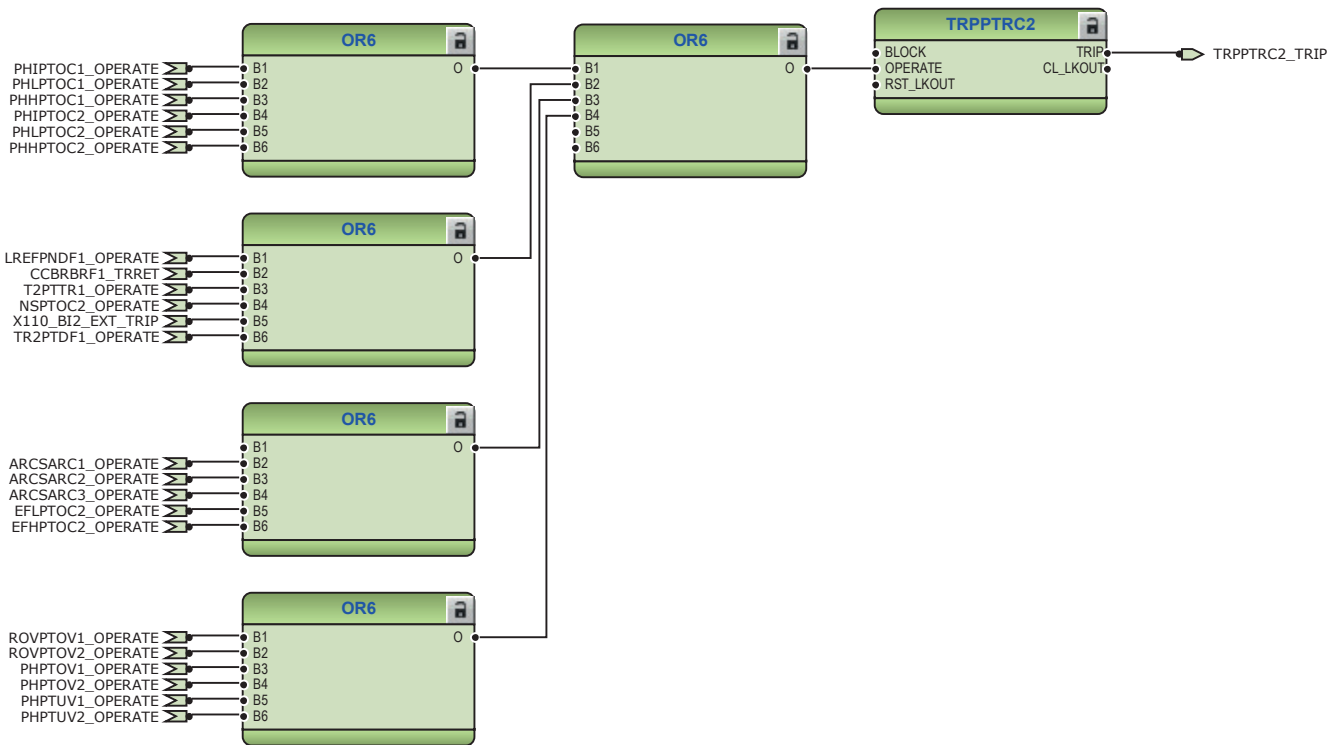 OR6
PHIPTOC1_OPERATE B1 O
PHLPTOC1_OPERATE B2
PHHPTOC1_OPERATE B3
PHIPTOC2_OPERATE B4
PHLPTOC2_OPERATE B5
PHHPTOC2_OPERATE B6
OR6
B1 O
B2
B3
B4
B5
B6
TRPPTRC2
BLOCK TRIP TRPPTRC2_TRIP
OPERATE CL_LKOUT
RST_LKOUT
OR6
LREFPNDF1_OPERATE B1 O
CCBRBRF1_TRRET B2
T2PTTR1_OPERATE B3
NSPTOC2_OPERATE B4
X110_BI2_EXT_TRIP B5
TR2PTDF1_OPERATE B6
OR6
B1 O
ARCSARC1_OPERATE B2
ARCSARC2_OPERATE B3
ARCSARC3_OPERATE B4
EFLPTOC2_OPERATE B5
EFHPTOC2_OPERATE B6
OR6
ROVPTOV1_OPERATE B1 O
ROVPTOV2_OPERATE B2
PHPTOV1_OPERATE B3
PHPTOV2_OPERATE B4
PHPTUV1_OPERATE B5
PHPTUV2_OPERATE B6